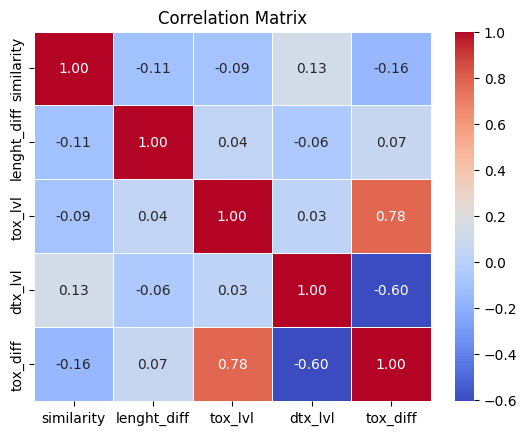 Correlation Matrix
similarity 1.00 -0.11 -0.09 0.13 -0.16
lenght_diff -0.11 1.00 0.04 -0.06 0.07
tox_lvl -0.09 0.04 1.00 0.03 0.78
dtx_lvl 0.13 -0.06 0.03 1.00 -0.60
tox_diff -0.16 0.07 0.78 -0.60 1.00
similarity lenght_diff tox_lvl dtx_lvl tox_diff
1.0
0.8
0.6
0.4
0.2
0.0
−0.2
−0.4
−0.6